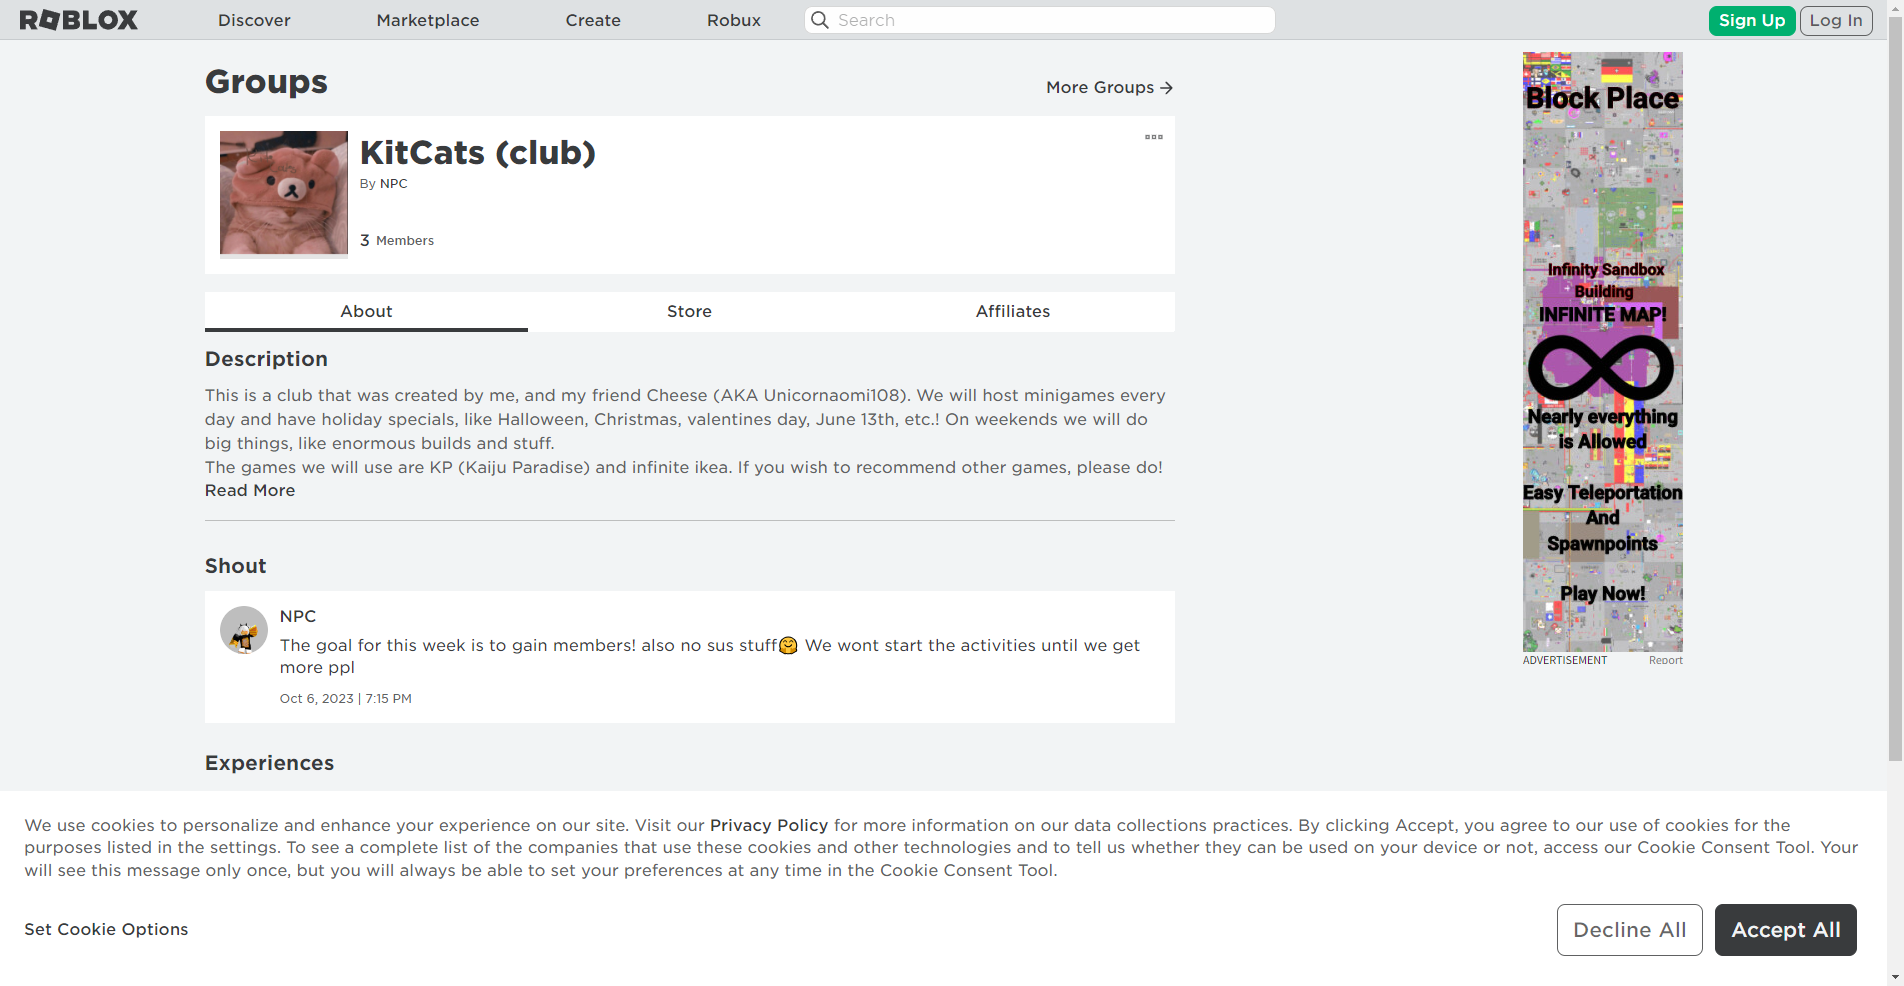 ROBLOX
Discover
Marketplace
Create
Robux
Search
Sign Up
Log In
Groups
More Groups
KitCats (club)
By NPC
3 Members
About
Store
Affiliates
Description
This is a club that was created by me, and my friend Cheese (AKA Unicornaomi108). We will host minigames every
day and have holiday specials, like Halloween, Christmas, valentines day, June 13th, etc.! On weekends we will do
big things, like enormous builds and stuff.
The games we will use are KP (Kaiju Paradise) and infinite ikea. If you wish to recommend other games, please do!
Read More
Shout
NPC
The goal for this week is to gain members! also no sus stuff🤗 We wont start the activities until we get
more ppl
Oct 6, 2023 | 7:15 PM
Experiences
Block Place
Infinity Sandbox
Building
INFINITE MAP!
Nearly everything
is Allowed
Easy Teleportation
And
Spawnpoints
Play Now!
ADVERTISEMENT
Report
We use cookies to personalize and enhance your experience on our site. Visit our Privacy Policy for more information on our data collections practices. By clicking Accept, you agree to our use of cookies for the
purposes listed in the settings. To see a complete list of the companies that use these cookies and other technologies and to tell us whether they can be used on your device or not, access our Cookie Consent Tool. Your
will see this message only once, but you will always be able to set your preferences at any time in the Cookie Consent Tool.
Set Cookie Options
Decline All
Accept All